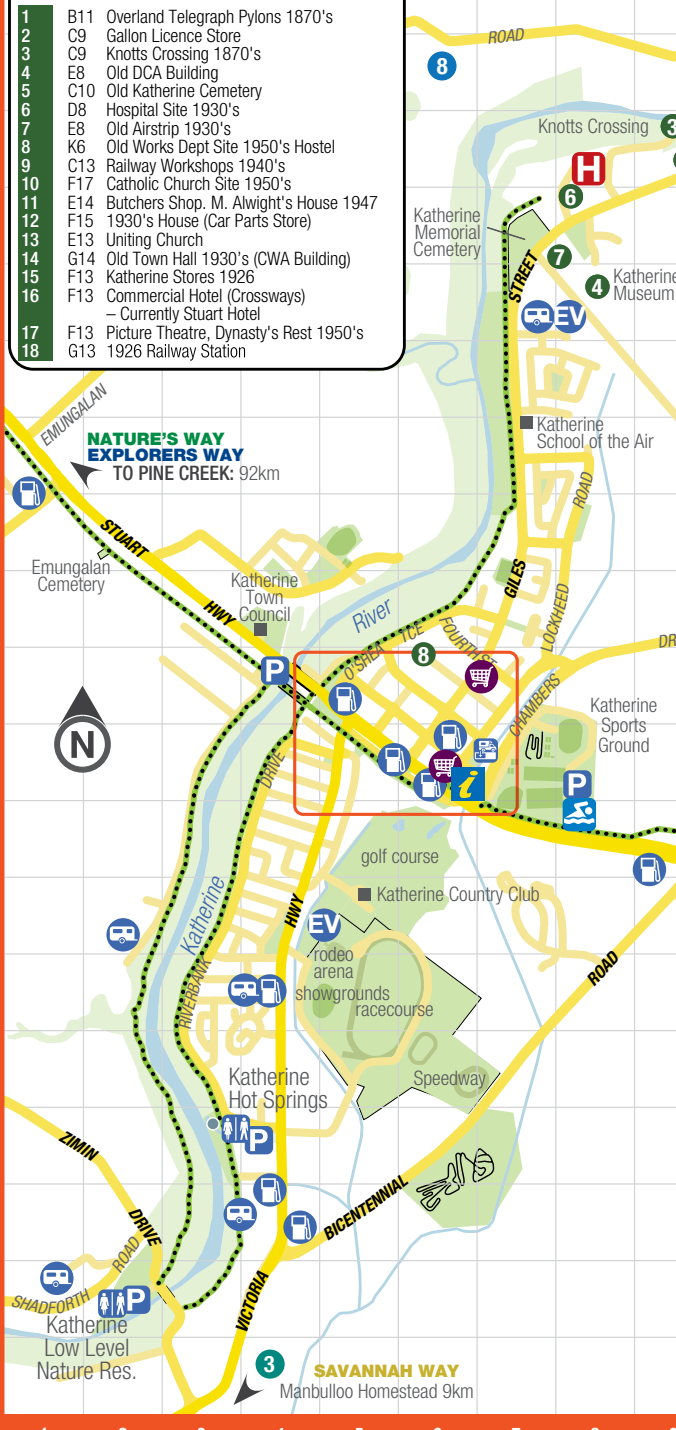 1 B11 Overland Telegraph Pylons 1870's
2 C9 Gallon Licence Store
3 C9 Knotts Crossing 1870's
4 E8 Old DCA Building
5 C10 Old Katherine Cemetery
6 D8 Hospital Site 1930's
7 E8 Old Airstrip 1930's
8 K6 Old Works Dept Site 1950's Hostel
9 C13 Railway Workshops 1940's
10 F17 Catholic Church Site 1950's
11 E14 Butchers Shop. M. Alwight's House 1947
12 F15 1930's House (Car Parts Store)
13 E13 Uniting Church
14 G14 Old Town Hall 1930's (CWA Building)
15 F13 Katherine Stores 1926
16 F13 Commercial Hotel (Crossways)
– Currently Stuart Hotel
17 F13 Picture Theatre, Dynasty's Rest 1950's
18 G13 1926 Railway Station
ROAD
8
Knotts Crossing 3
H
6
Katherine
Memorial
Cemetery
7
STREET
4
Katherine
Museum
EV
EMUNGALAN
Katherine
School of the Air
NATURE'S WAY
EXPLORERS WAY
TO PINE CREEK: 92km
ROAD
STUART
Emungalan
Cemetery
Katherine
Town
Council
HWY
River
GILES
LOCKHEED
O'SHEA TCE
FOURTH ST
8
DR
P
CHAMBERS
Katherine
Sports
Ground
N
DRIVE
i
P
golf course
Katherine Country Club
HWY
EV
Katherine
rodeo
arena
ROAD
RIVERBANK
showgrounds
racecourse
Speedway
Katherine
Hot Springs
P
ZIMIN
DRIVE
BICENTENNIAL
ROAD
SHADFORTH
P
VICTORIA
Katherine
Low Level
Nature Res.
3
SAVANNAH WAY
Manbulloo Homestead 9km